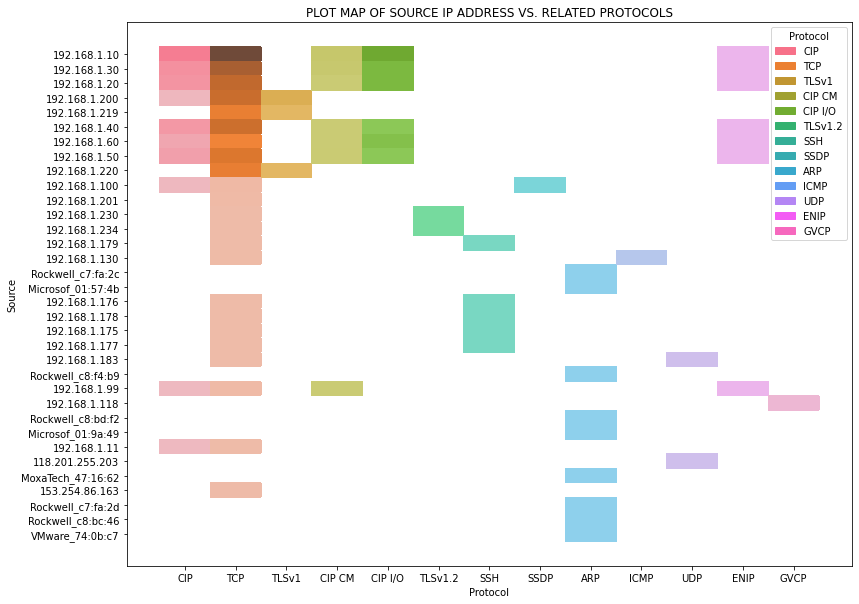 PLOT MAP OF SOURCE IP ADDRESS VS. RELATED PROTOCOLS
Protocol
CIP
TCP
TLSv1
CIP CM
CIP I/O
TLSv1.2
SSH
SSDP
ARP
ICMP
UDP
ENIP
GVCP
Source
192.168.1.10
192.168.1.30
192.168.1.20
192.168.1.200
192.168.1.219
192.168.1.40
192.168.1.60
192.168.1.50
192.168.1.220
192.168.1.100
192.168.1.201
192.168.1.230
192.168.1.234
192.168.1.179
192.168.1.130
Rockwell_c7:fa:2c
Microsof_01:57:4b
192.168.1.176
192.168.1.178
192.168.1.175
192.168.1.177
192.168.1.183
Rockwell_c8:f4:b9
192.168.1.99
192.168.1.118
Rockwell_c8:bd:f2
Microsof_01:9a:49
192.168.1.11
118.201.255.203
MoxaTech_47:16:62
153.254.86.163
Rockwell_c7:fa:2d
Rockwell_c8:bc:46
VMware_74:0b:c7
CIP TCP TLSv1 CIP CM CIP I/O TLSv1.2 SSH SSDP ARP ICMP UDP ENIP GVCP
Protocol